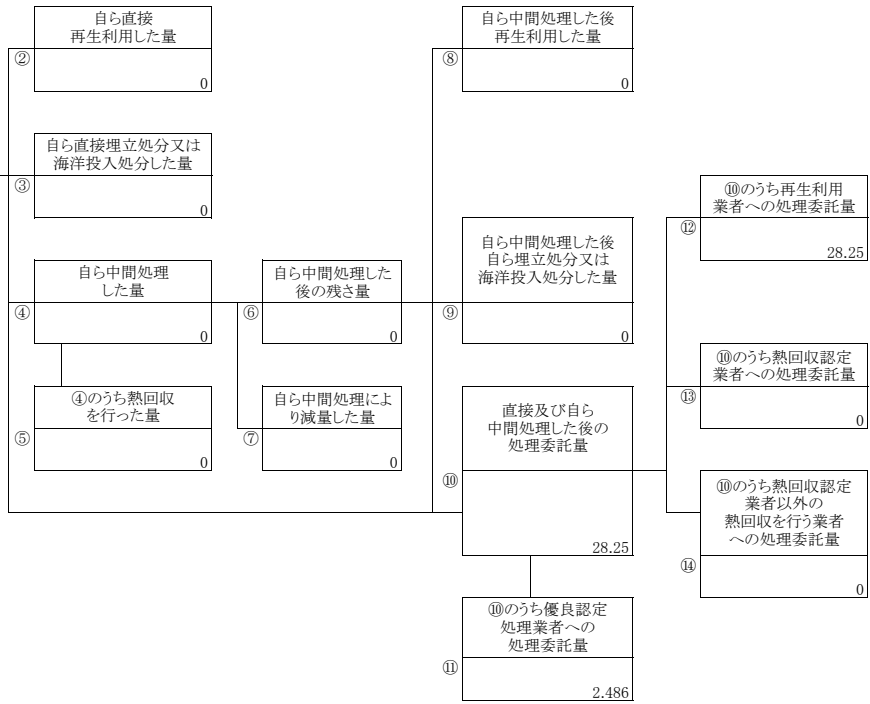 自ら直接
再生利用した量
②
0
自ら直接埋立処分又は
海洋投入処分した量
③
0
自ら中間処理
した量
④
0
④のうち熱回収
を行った量
⑤
0
自ら中間処理した
後の残さ量
⑥
0
自ら中間処理によ
り減量した量
⑦
0
自ら中間処理した後
再生利用した量
⑧
0
自ら中間処理した後
自ら埋立処分又は
海洋投入処分した量
⑨
0
直接及び自ら
中間処理した後の
処理委託量
⑩
28.25
⑩のうち優良認定
処理業者への
処理委託量
⑪
2.486
⑩のうち再生利用
業者への処理委託量
⑫
28.25
⑩のうち熱回収認定
業者への処理委託量
⑬
0
⑩のうち熱回収認定
業者以外の
熱回収を行う業者
への処理委託量
⑭
0